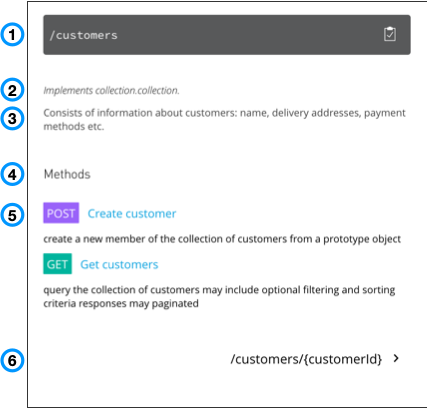 1 /customers
2 Implements collection.collection.
3 Consists of information about customers: name, delivery addresses, payment
methods etc.
4 Methods
5 POST Create customer
create a new member of the collection of customers from a prototype object
GET Get customers
query the collection of customers may include optional filtering and sorting
criteria responses may paginated
6 /customers/{customerId} >